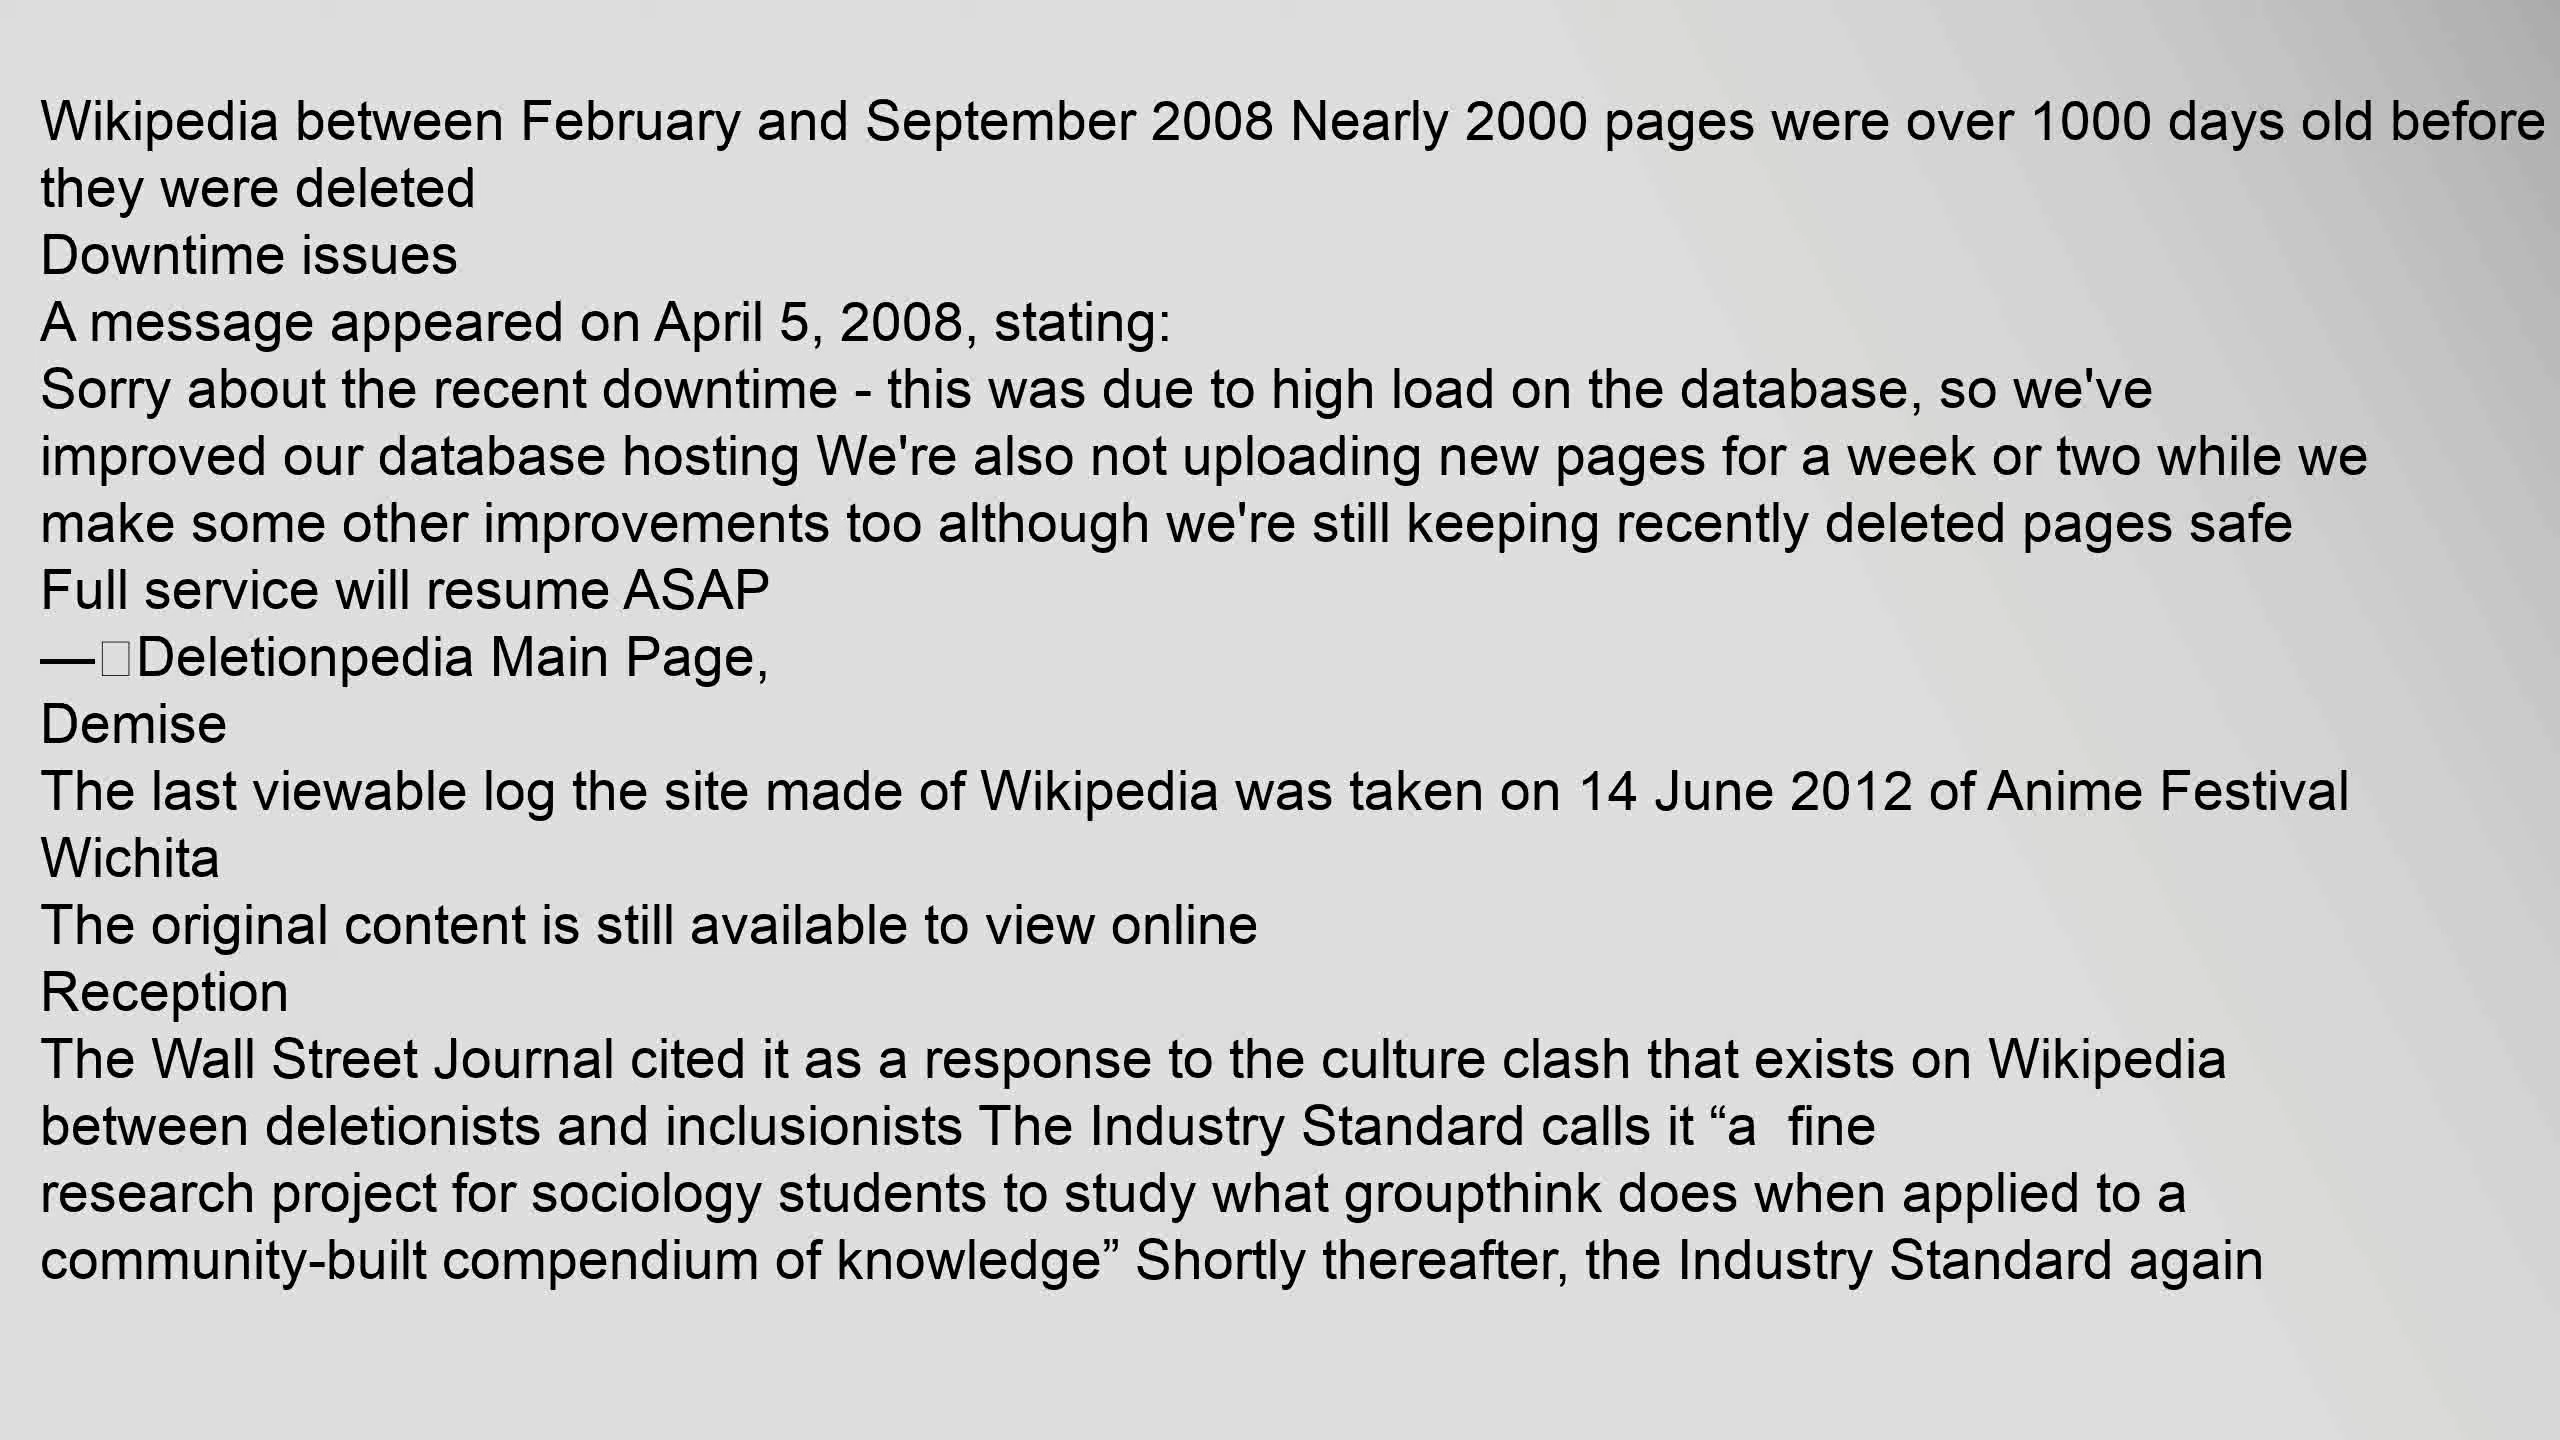 Wikipedia between February and September 2008 Nearly 2000 pages were over 1000 days old before
they were deleted
Downtime issues
A message appeared on April 5, 2008, stating:
Sorry about the recent downtime - this was due to high load on the database, so we've
improved our database hosting We're also not uploading new pages for a week or two while we
make some other improvements too although we're still keeping recently deleted pages safe
Full service will resume ASAP
—□Deletionpedia Main Page,
Demise
The last viewable log the site made of Wikipedia was taken on 14 June 2012 of Anime Festival
Wichita
The original content is still available to view online
Reception
The Wall Street Journal cited it as a response to the culture clash that exists on Wikipedia
between deletionists and inclusionists The Industry Standard calls it “a  fine
research project for sociology students to study what groupthink does when applied to a
community-built compendium of knowledge” Shortly thereafter, the Industry Standard again